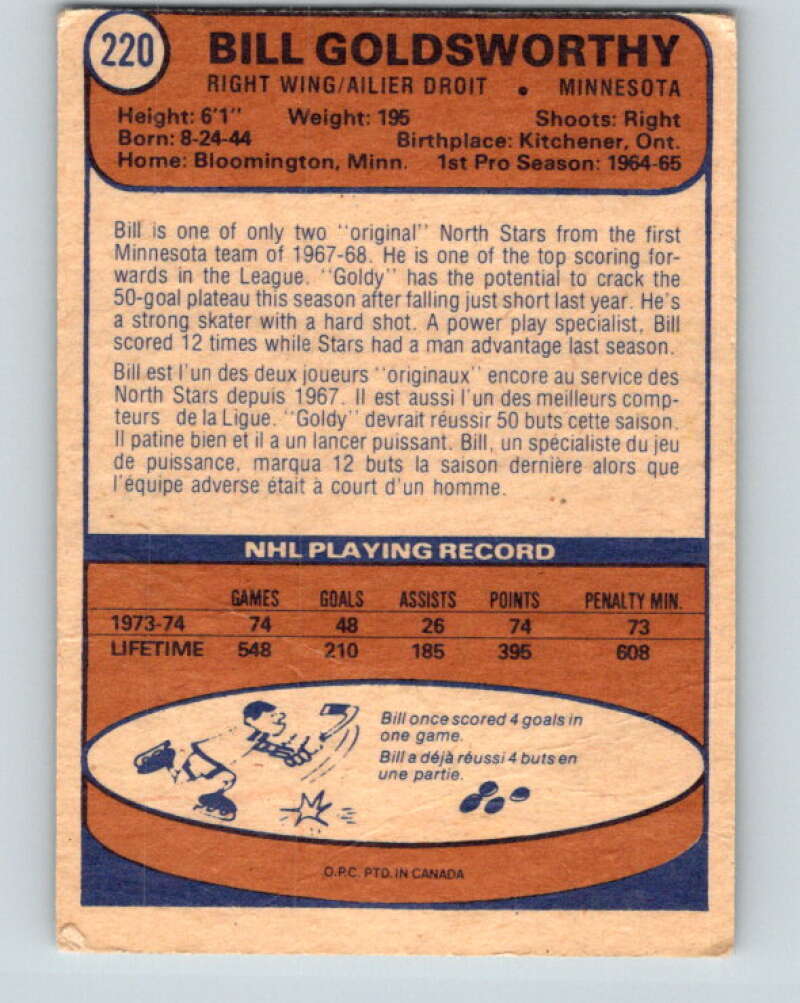 220
BILL GOLDSWORTHY
RIGHT WING/AILIER DROIT • MINNESOTA
Height: 6'1" Weight: 195 Shoots: Right
Born: 8-24-44 Birthplace: Kitchener, Ont.
Home: Bloomington, Minn. 1st Pro Season: 1964-65
Bill is one of only two "original" North Stars from the first
Minnesota team of 1967-68. He is one of the top scoring for-
wards in the League. "Goldy" has the potential to crack the
50-goal plateau this season after falling just short last year. He's
a strong skater with a hard shot. A power play specialist, Bill
scored 12 times while Stars had a man advantage last season.
Bill est l'un des deux joueurs "originaux" encore au service des
North Stars depuis 1967. Il est aussi l'un des meilleurs comp-
teurs de la Ligue. "Goldy" devrait réussir 50 buts cette saison.
Il patine bien et il a un lancer puissant. Bill, un spécialiste du jeu
de puissance, marqua 12 buts la saison dernière alors que
l'équipe adverse était à court d'un homme.
NHL PLAYING RECORD
GAMES GOALS ASSISTS POINTS PENALTY MIN.
1973-74 74 48 26 74 73
LIFETIME 548 210 185 395 608
Bill once scored 4 goals in
one game.
Bill a déjà réussi 4 buts en
une partie.
O.P.C. PTD. IN CANADA